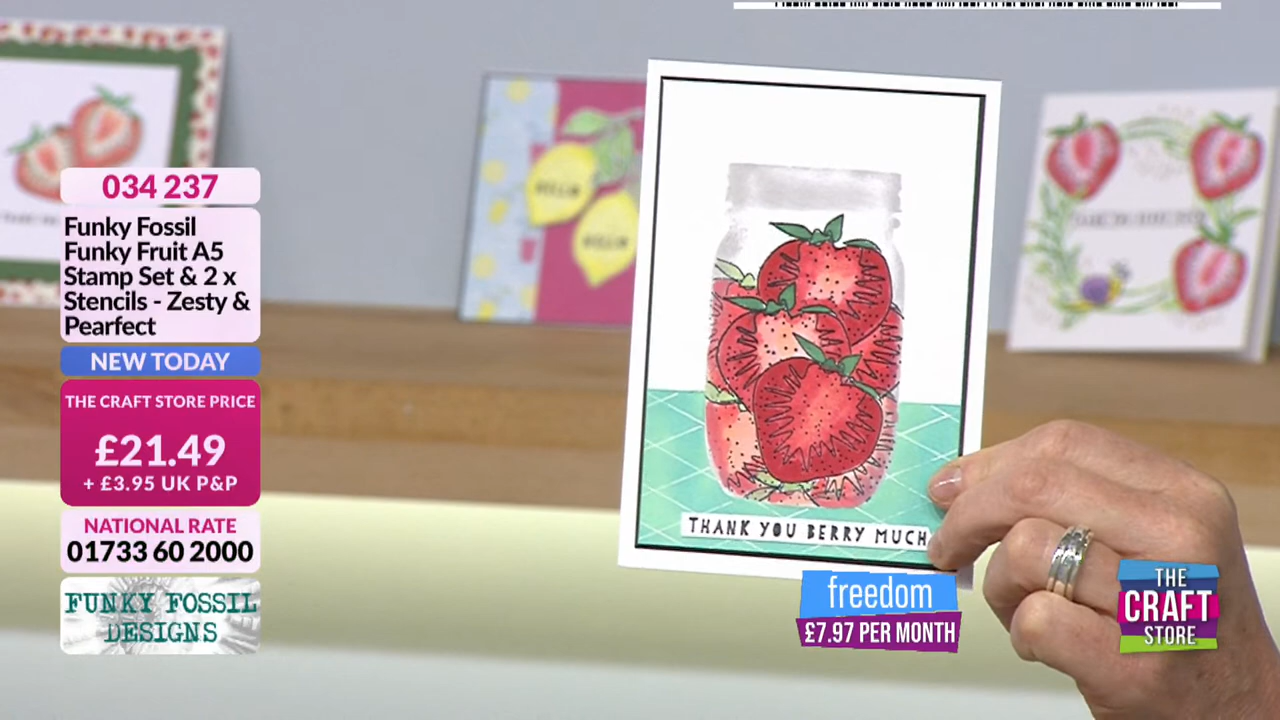 034 237
Funky Fossil
Funky Fruit A5
Stamp Set & 2 x
Stencils - Zesty &
Pearfect
NEW TODAY
THE CRAFT STORE PRICE
£21.49
+ £3.95 UK P&P
NATIONAL RATE
01733 60 2000
FUNKY FOSSIL
DESIGNS
HELLO
HELLO
THANK YOU BERRY MUCH
freedom
£7.97 PER MONTH
THE
CRAFT
STORE